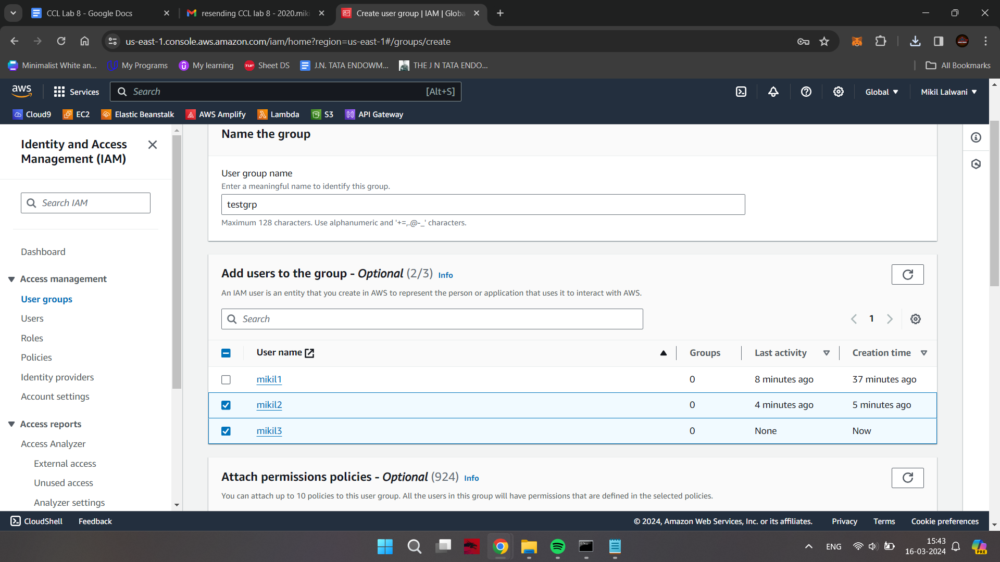 CCL Lab 8 - Google Docs
resending CCL lab 8 - 2020.miki
Create user group | IAM | Globa
us-east-1.console.aws.amazon.com/iam/home?region=us-east-1#/groups/create
Minimalist White an...
My Programs
My learning
TUF
Sheet DS
J.N. TATA ENDOWM...
THE J N TATA ENDO...
All Bookmarks
aws
Services
Search
[Alt+S]
Global
Mikil Lalwani
Cloud9
EC2
Elastic Beanstalk
AWS Amplify
Lambda
S3
API Gateway
Identity and Access
Management (IAM)
Search IAM
Dashboard
Access management
User groups
Users
Roles
Policies
Identity providers
Account settings
Access reports
Access Analyzer
External access
Unused access
Analyzer settings
Name the group
User group name
Enter a meaningful name to identify this group.
testgrp
Maximum 128 characters. Use alphanumeric and '+=,.@-_' characters.
Add users to the group - Optional (2/3) Info
An IAM user is an entity that you create in AWS to represent the person or application that uses it to interact with AWS.
Search
1
User name Groups Last activity Creation time
mikil1 0 8 minutes ago 37 minutes ago
mikil2 0 4 minutes ago 5 minutes ago
mikil3 0 None Now
Attach permissions policies - Optional (924) Info
You can attach up to 10 policies to this user group. All the users in this group will have permissions that are defined in the selected policies.
CloudShell
Feedback
© 2024, Amazon Web Services, Inc. or its affiliates.
Privacy
Terms
Cookie preferences
ENG
15:43
16-03-2024
PRE